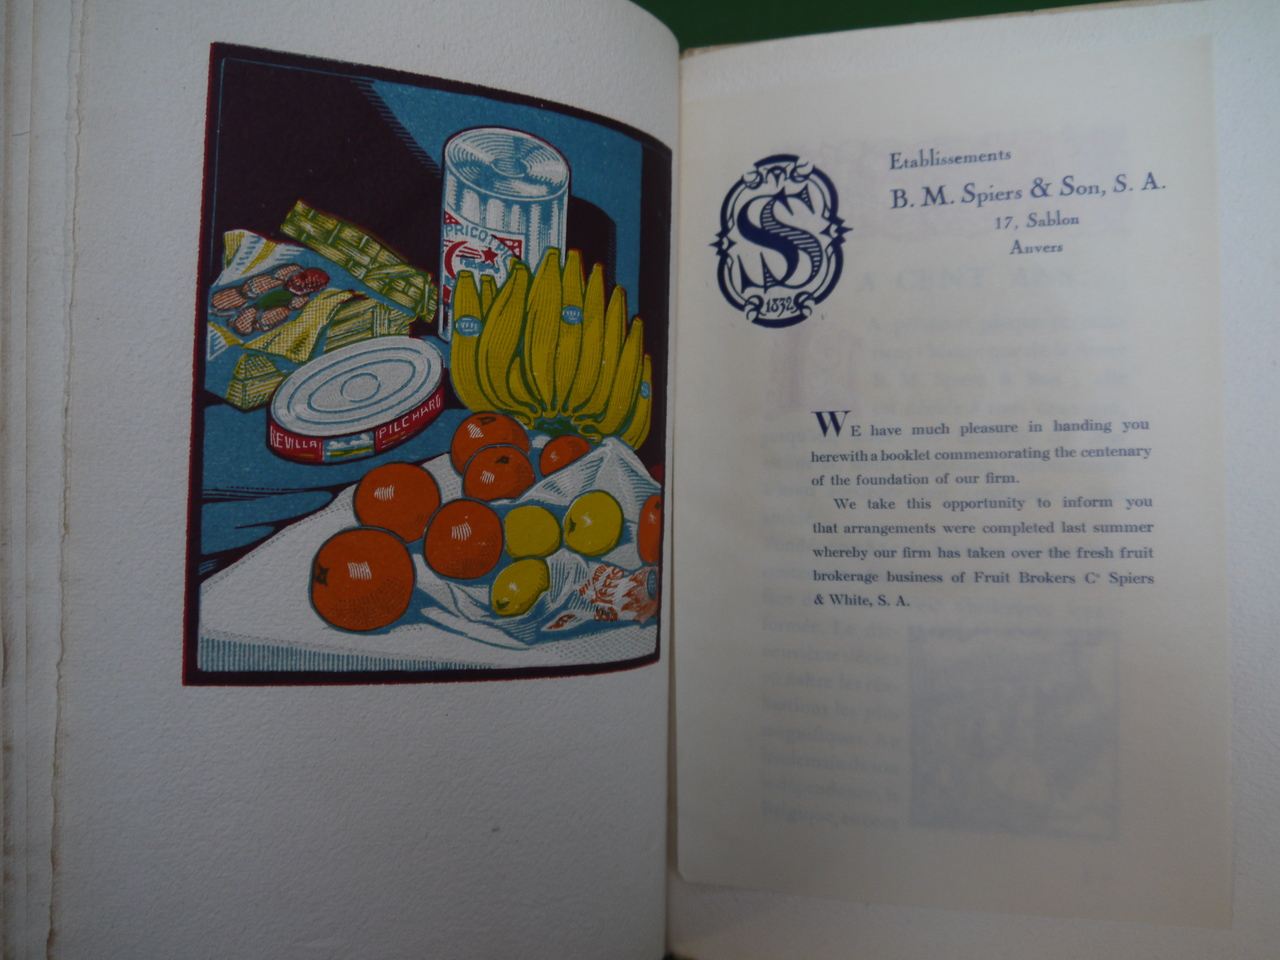 PRICOT
REVILLA PILCHARD
S
1832
Etablissements
B. M. Spiers & Son, S. A.
17, Sablon
Anvers
WE have much pleasure in handing you
herewith a booklet commemorating the centenary
of the foundation of our firm.
We take this opportunity to inform you
that arrangements were completed last summer
whereby our firm has taken over the fresh fruit
brokerage business of Fruit Brokers Cº Spiers
& White, S. A.